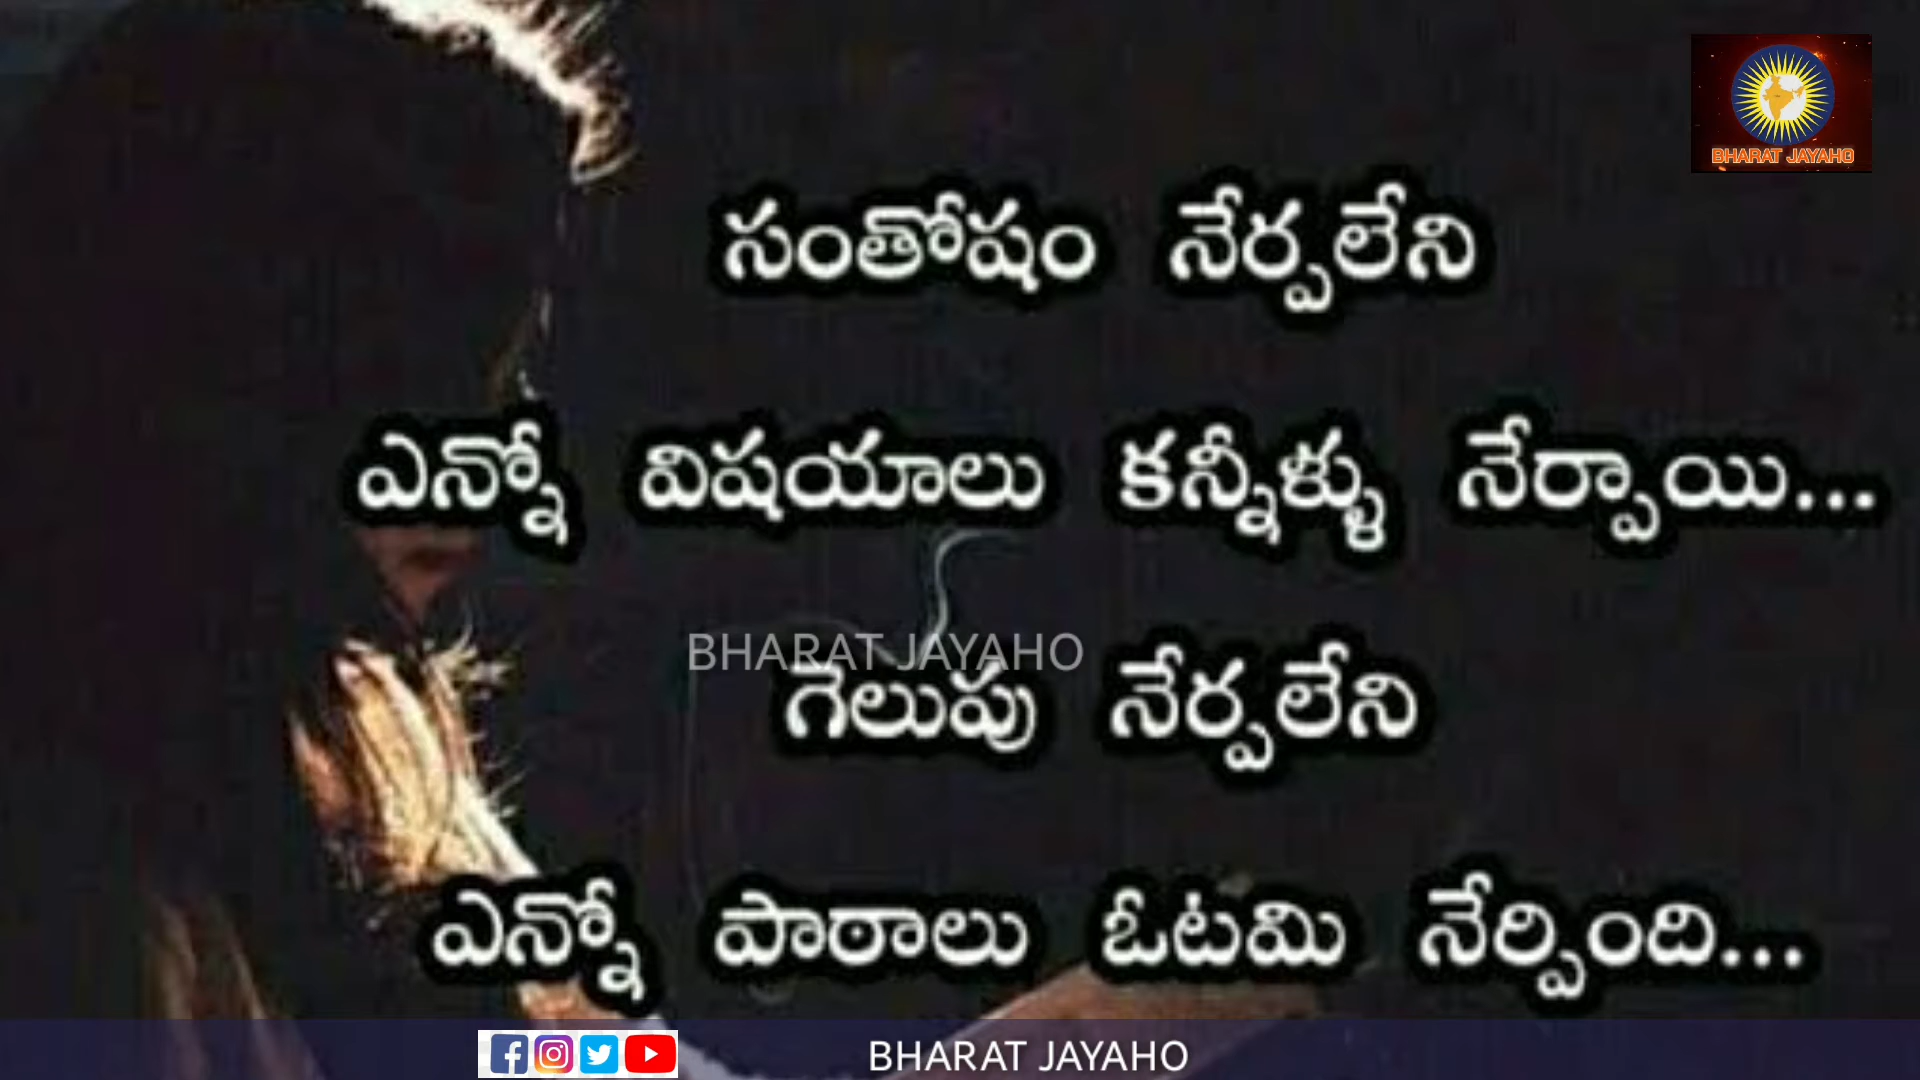 BHARAT JAYAHO
సంతోషం నేర్పలేని
ఎన్నో విషయాలు కన్నీళ్ళు నేర్పాయి...
BHARAT JAYAHO
గెలుపు నేర్పలేని
ఎన్నో పాఠాలు ఓటమి నేర్పింది...
BHARAT JAYAHO